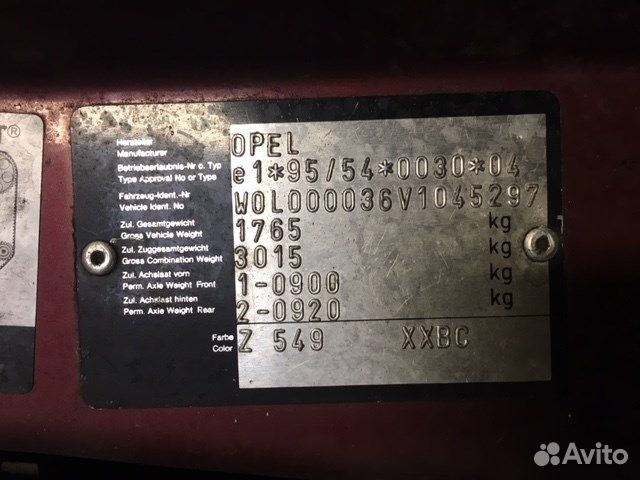 r®
Hersteller
Manufacturer
OPEL
Betriebserlaubnis-Nr o. Typ
Type Approval No or Type
e1*95/54*0030*04
Fahrzeug-Ident.-Nr
Vehicle Ident. No
W0L000036V1045297
Zul. Gesamtgewicht
Gross Vehicle Weight
1765 kg
Zul. Zuggesamtgewicht
Gross Combination Weight
3015 kg
Zul. Achslast vorn
Perm. Axle Weight Front
1-0900 kg
Zul. Achslast hinten
Perm. Axle Weight Rear
2-0920 kg
Farbe
Color
Z 549 XXBC
Avito